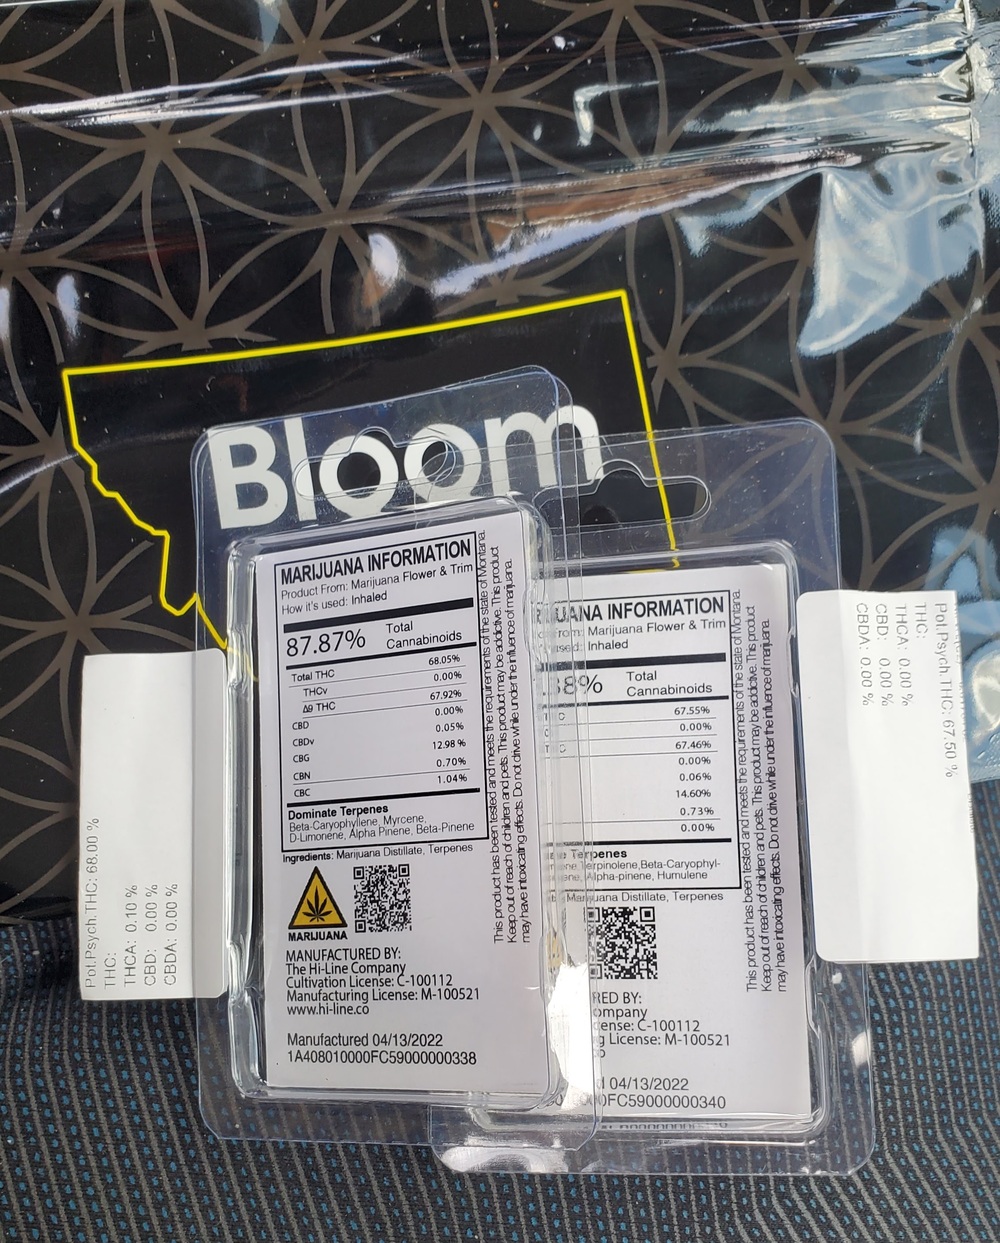 Bloom
MARIJUANA INFORMATION
Product From: Marijuana Flower & Trim
How it's used: Inhaled
87.87% Total Cannabinoids
Total THC 68.05%
THCv 0.00%
Δ9 THC 67.92%
CBD 0.00%
CBDv 0.05%
CBG 12.98%
CBN 0.70%
CBC 1.04%
Dominate Terpenes
Beta-Caryophyllene, Myrcene,
D-Limonene, Alpha Pinene, Beta-Pinene
Ingredients: Marijuana Distillate, Terpenes
MARIJUANA
MANUFACTURED BY:
The Hi-Line Company
Cultivation License: C-100112
Manufacturing License: M-100521
www.hi-line.co
Manufactured 04/13/2022
1A408010000FC59000000338
This product has been tested and meets the requirements of the state of Montana.
Keep out of reach of children and pets. This product may be addictive. This product
may have intoxicating effects. Do not drive while under the influence of marijuana.
Pol.Psych.THC: 68.00 %
THC:
THCA: 0.10 %
CBD: 0.00 %
CBDA: 0.00 %
INFORMATION
Marijuana Flower & Trim
Inhaled
Total Cannabinoids
67.55%
0.00%
67.46%
0.00%
0.06%
14.60%
0.73%
0.00%
Terpenes
Terpinolene,Beta-Caryophyl-
Alpha-pinene, Humulene
Marijuana Distillate, Terpenes
BY:
C-100112
License: M-100521
04/13/2022
FC59000000340
This product has been tested and meets the requirements of the state of Montana.
Keep out of reach of children and pets. This product may be addictive. This product
may have intoxicating effects. Do not drive while under the influence of marijuana.
Pol.Psych.THC: 67.50 %
THC:
THCA: 0.00 %
CBD: 0.00 %
CBDA: 0.00 %